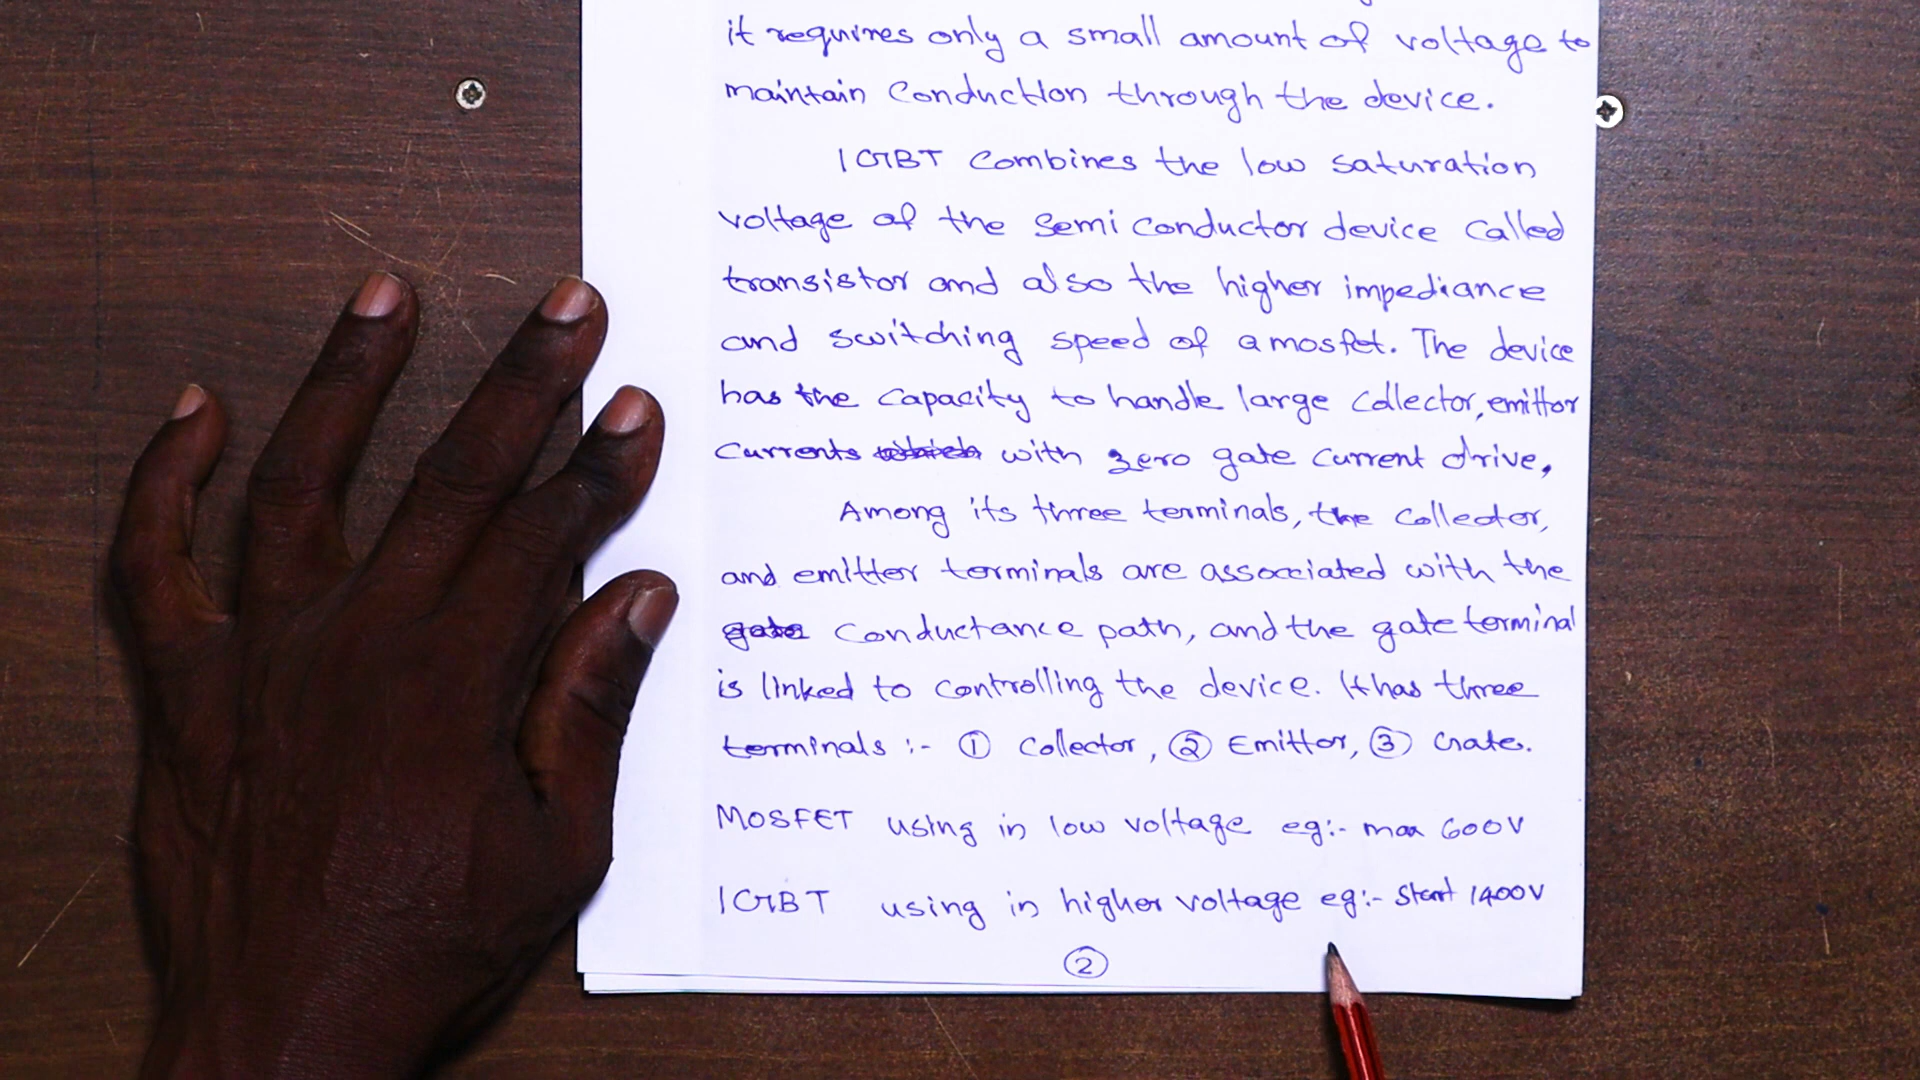 it requires only a small amount of voltage to
maintain conduction through the device.
IGBT combines the low saturation
voltage of the semi conductor device called
transistor and also the higher impediance
and switching speed of a mosfet. The device
has the capacity to handle large collector, emittor
currents with zero gate current drive,
Among its three terminals, the collector,
and emitter terminals are assocciated with the
gate conductance path, and the gate terminal
is linked to controlling the device. It has three
terminals :- ① collector, ② Emittor, ③ Gate.
MOSFET using in low voltage eg:- max 600V
IGBT using in higher voltage eg:- start 1400V
②